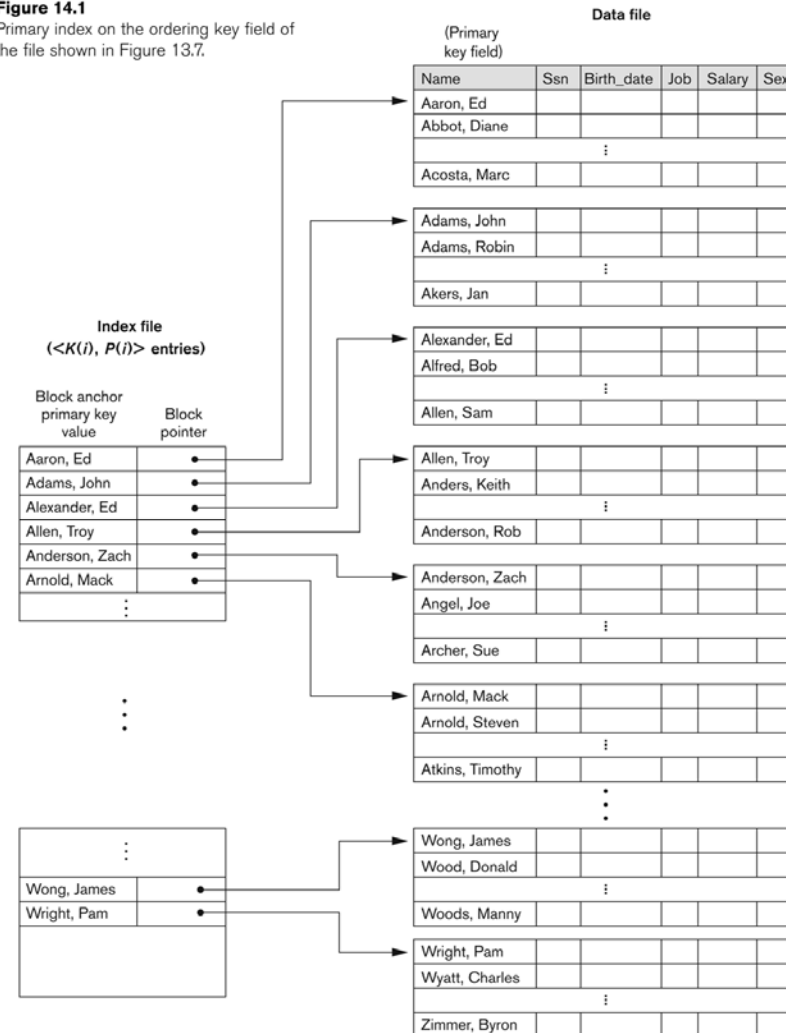 Figure 14.1
Primary index on the ordering key field of
the file shown in Figure 13.7.
Data file
(Primary
key field)
Name Ssn Birth_date Job Salary Sex
Aaron, Ed
Abbot, Diane
Acosta, Marc
Adams, John
Adams, Robin
Akers, Jan
Alexander, Ed
Alfred, Bob
Allen, Sam
Allen, Troy
Anders, Keith
Anderson, Rob
Anderson, Zach
Angel, Joe
Archer, Sue
Arnold, Mack
Arnold, Steven
Atkins, Timothy
Wong, James
Wood, Donald
Woods, Manny
Wright, Pam
Wyatt, Charles
Zimmer, Byron
Index file
(<K(i), P(i)> entries)
Block anchor
primary key
value
Block
pointer
Aaron, Ed
Adams, John
Alexander, Ed
Allen, Troy
Anderson, Zach
Arnold, Mack
Wong, James
Wright, Pam